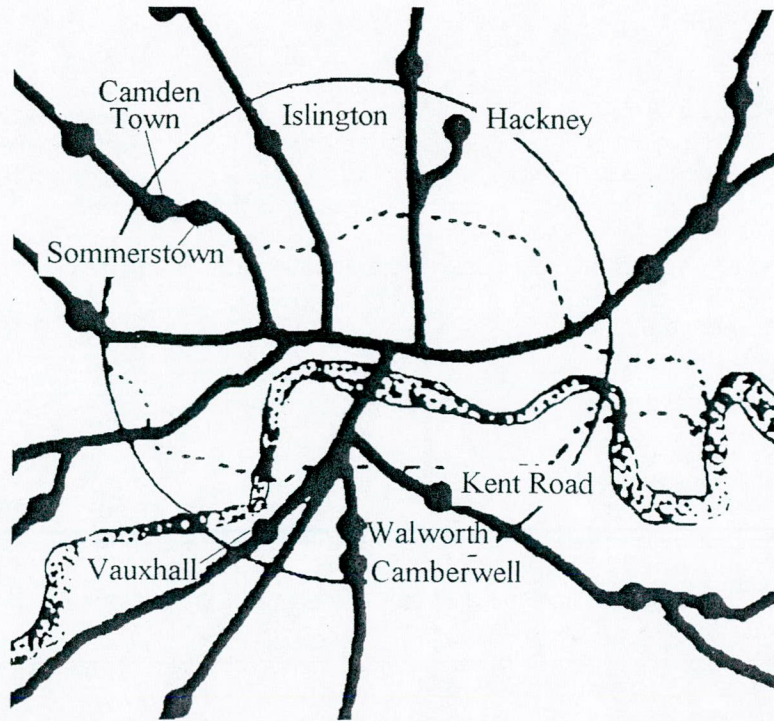 Camden
Town
Islington
Hackney
Sommerstown
Kent Road
Walworth
Vauxhall
Camberwell